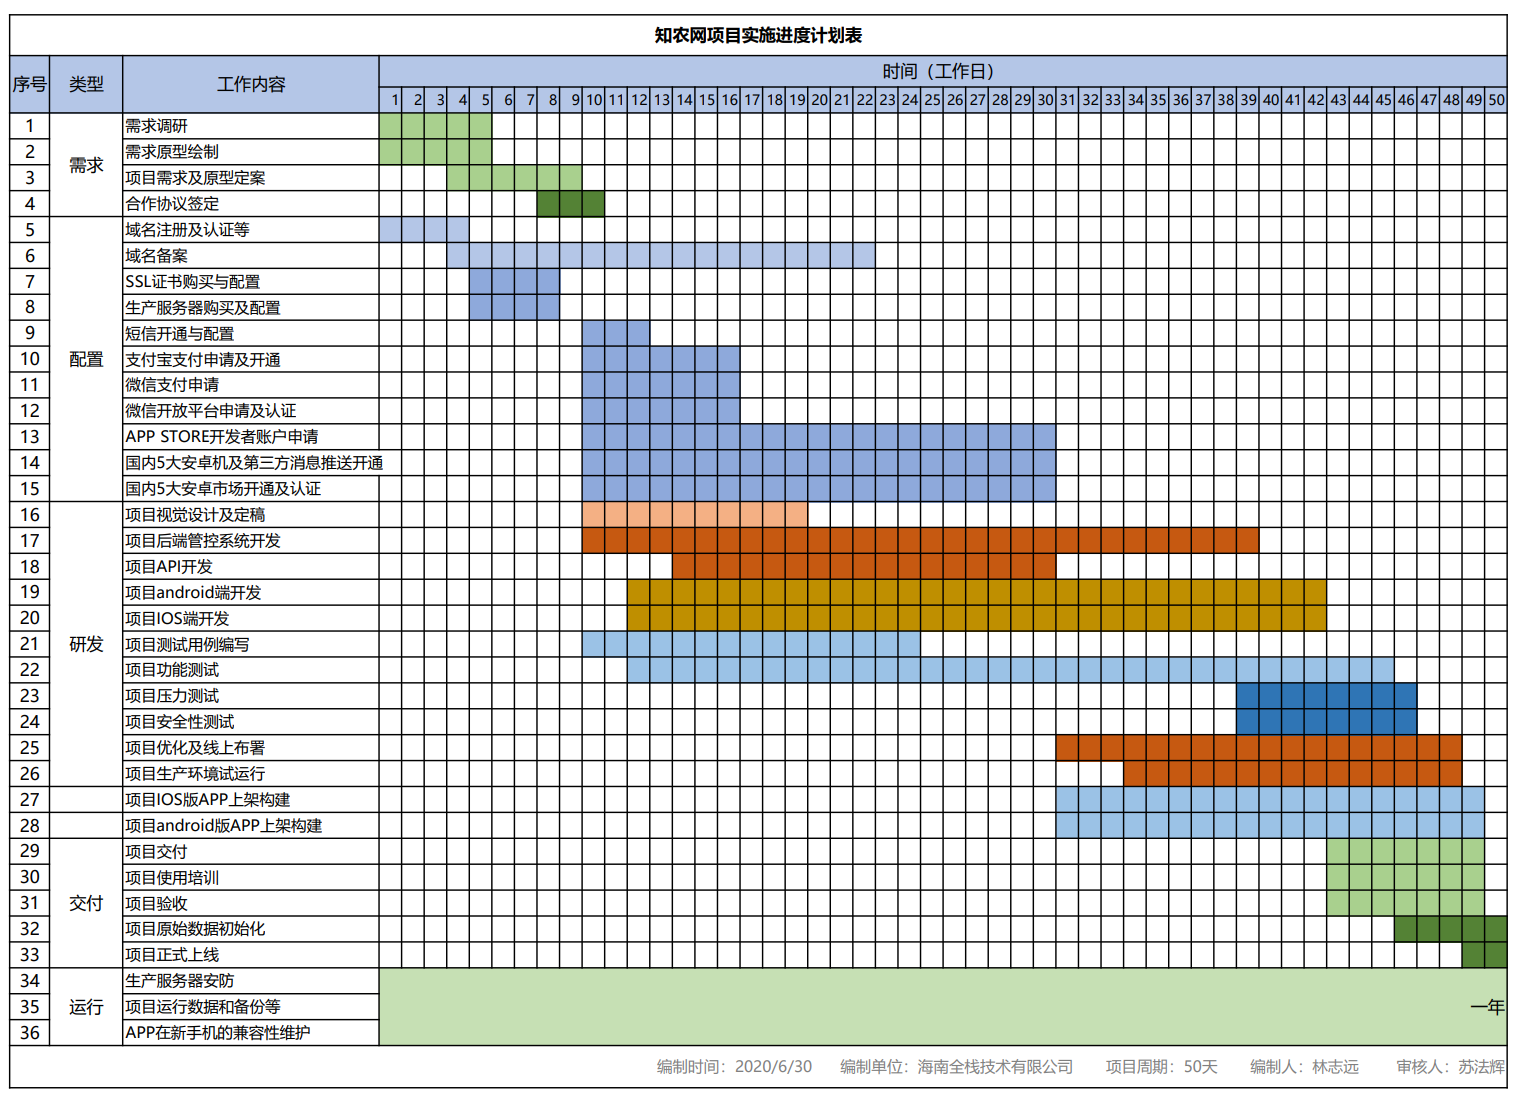 知农网项目实施进度计划表
序号 类型 工作内容 时间（工作日）
1 2 3 4 5 6 7 8 9 10 11 12 13 14 15 16 17 18 19 20 21 22 23 24 25 26 27 28 29 30 31 32 33 34 35 36 37 38 39 40 41 42 43 44 45 46 47 48 49 50
需求
1 需求调研
2 需求原型绘制
3 项目需求及原型定案
4 合作协议签定
配置
5 域名注册及认证等
6 域名备案
7 SSL证书购买与配置
8 生产服务器购买及配置
9 短信开通与配置
10 支付宝支付申请及开通
11 微信支付申请
12 微信开放平台申请及认证
13 APP STORE开发者账户申请
14 国内5大安卓机及第三方消息推送开通
15 国内5大安卓市场开通及认证
研发
16 项目视觉设计及定稿
17 项目后端管控系统开发
18 项目API开发
19 项目android端开发
20 项目IOS端开发
21 项目测试用例编写
22 项目功能测试
23 项目压力测试
24 项目安全性测试
25 项目优化及线上布署
26 项目生产环境试运行
27 项目IOS版APP上架构建
28 项目android版APP上架构建
交付
29 项目交付
30 项目使用培训
31 项目验收
32 项目原始数据初始化
33 项目正式上线
运行
34 生产服务器安防
35 项目运行数据和备份等 一年
36 APP在新手机的兼容性维护
编制时间：2020/6/30 编制单位：海南全栈技术有限公司 项目周期：50天 编制人：林志远 审核人：苏法辉